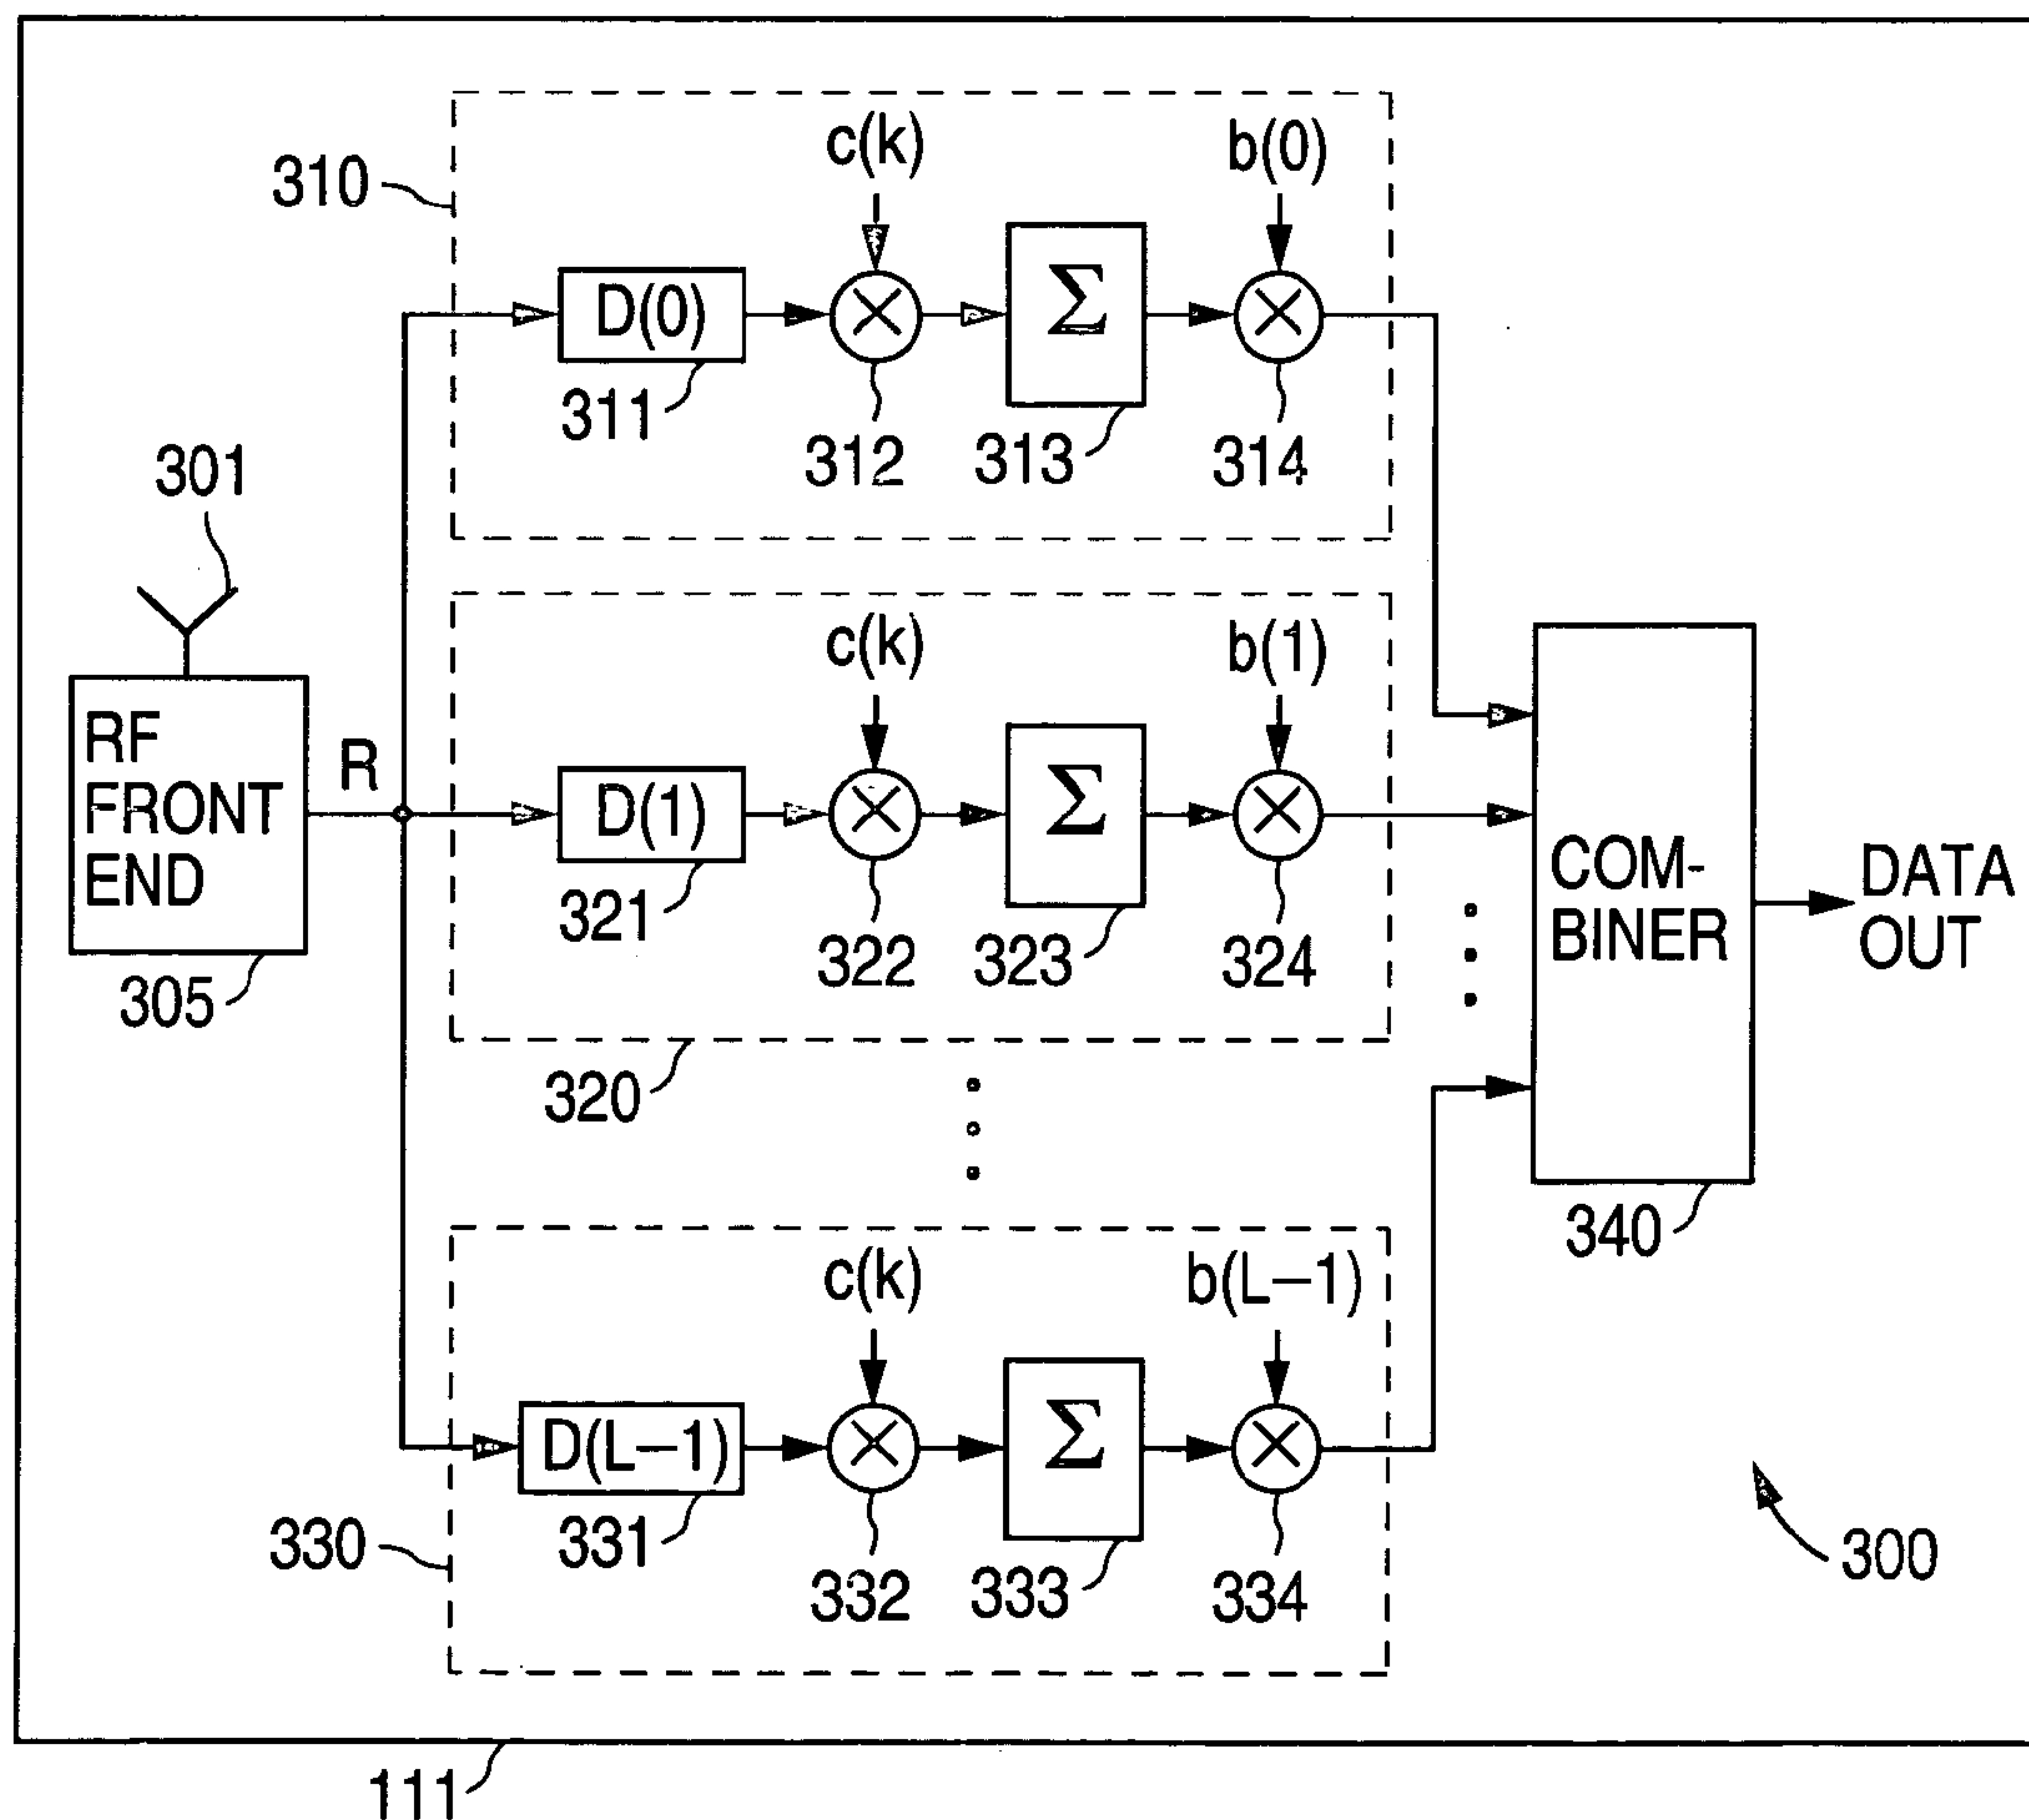 c(k)
b(0)
310
D(0)
Σ
311
312
313
314
301
c(k)
b(1)
RF
FRONT
END
R
D(1)
Σ
COM-
BINER
DATA
OUT
321
322
323
324
305
320
340
c(k)
b(L–1)
D(L–1)
Σ
330
331
332
333
334
300
111